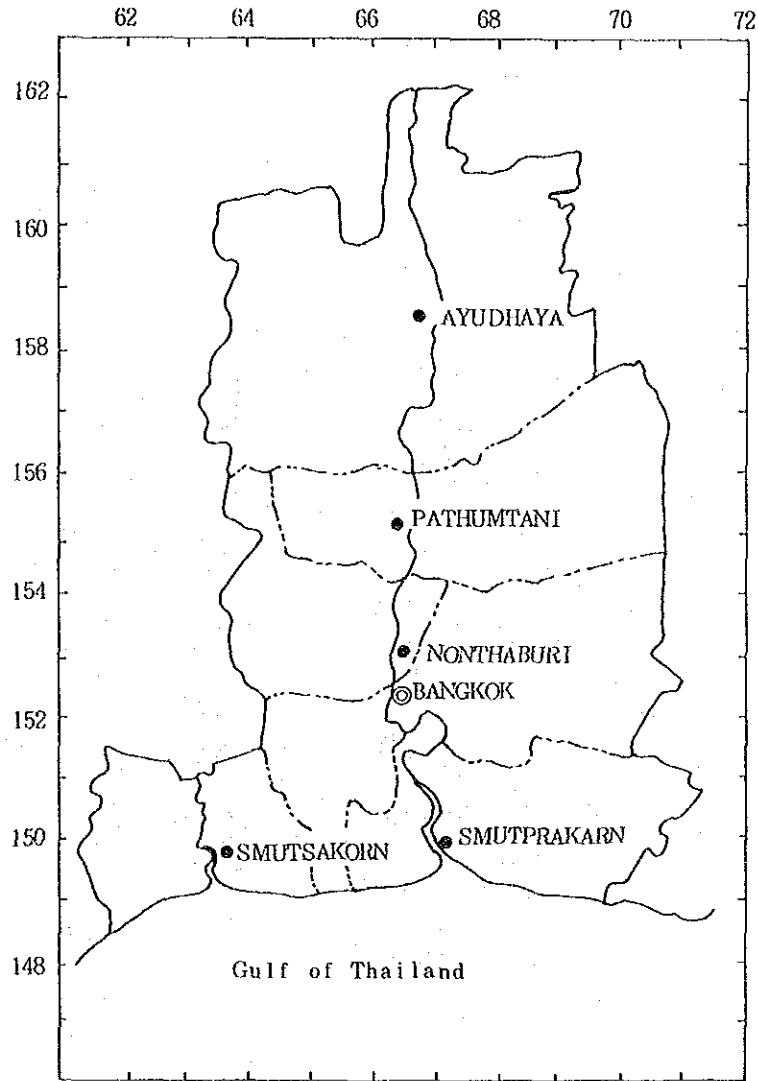 62 64 66 68 70 72
162
160
158
156
154
152
150
148
AYUDHAYA
PATHUMTANI
NONTHABURI
BANGKOK
SMUTSAKORN
SMUTPRAKARN
Gulf of Thailand